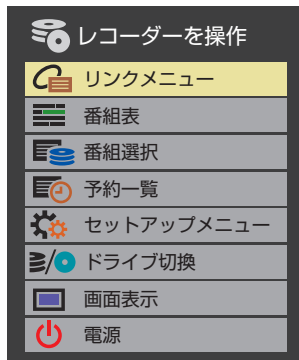 レコーダーを操作
リンクメニュー
番組表
番組選択
予約一覧
セットアップメニュー
ドライブ切換
画面表示
電源